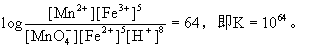 log [Mn²⁺][Fe³⁺]⁵ / [MnO₄⁻][Fe²⁺]⁵[H⁺]⁸ = 64，即K = 10⁶⁴。